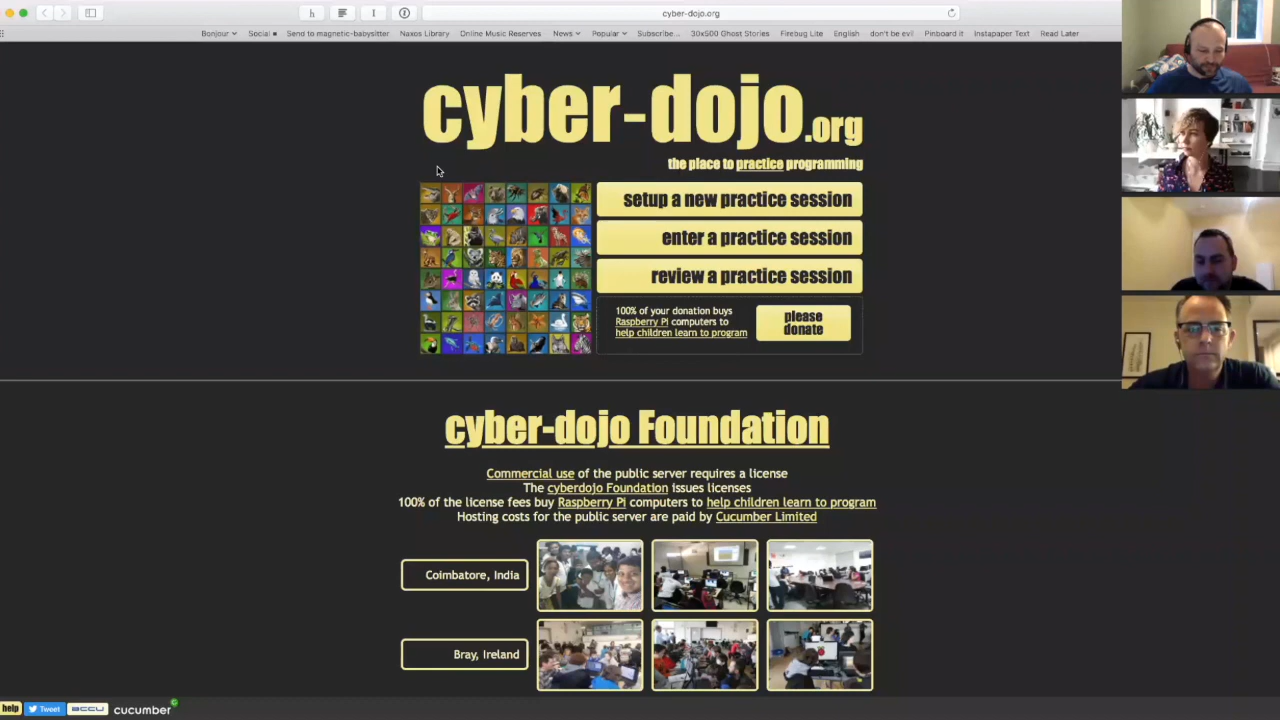 cyber-dojo.org
Bonjour
Social
Send to magnetic-babysitter
Naxos Library
Online Music Reserves
News
Popular
Subscribe...
30x500 Ghost Stories
Firebug Lite
English
don't be evil
Pinboard it
Instapaper Text
Read Later
cyber-dojo.org
the place to practice programming
setup a new practice session
enter a practice session
review a practice session
100% of your donation buys
Raspberry Pi computers to
help children learn to program
please
donate
cyber-dojo Foundation
Commercial use of the public server requires a license
The cyberdojo Foundation issues licenses
100% of the license fees buy Raspberry Pi computers to help children learn to program
Hosting costs for the public server are paid by Cucumber Limited
Coimbatore, India
Bray, Ireland
help
Tweet
accu
cucumber